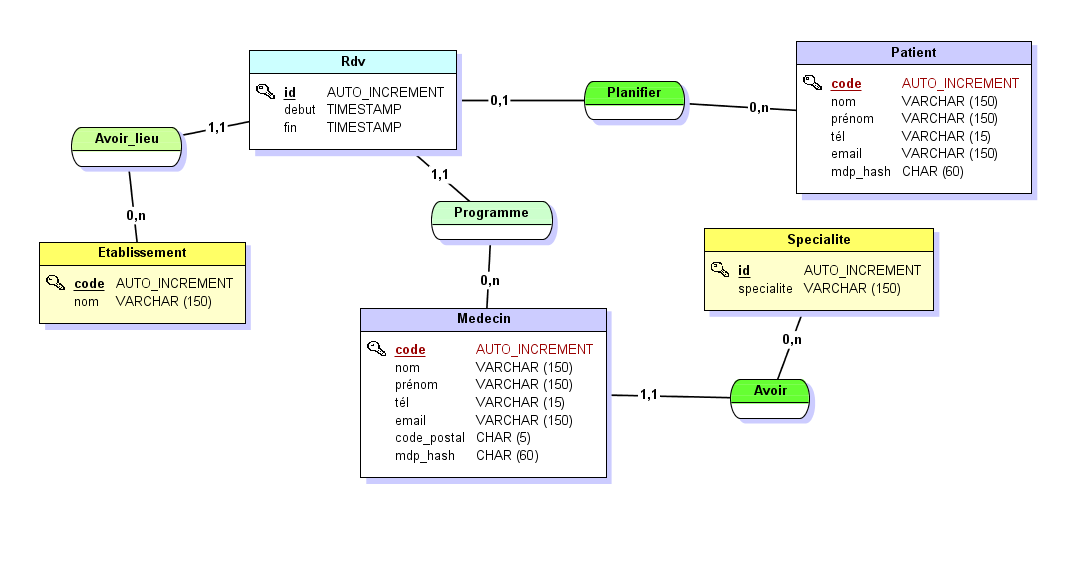 Rdv
id AUTO_INCREMENT
debut TIMESTAMP
fin TIMESTAMP
Patient
code AUTO_INCREMENT
nom VARCHAR (150)
prénom VARCHAR (150)
tél VARCHAR (15)
email VARCHAR (150)
mdp_hash CHAR (60)
0,1
Planifier
0,n
Avoir_lieu
1,1
1,1
Programme
0,n
0,n
Etablissement
code AUTO_INCREMENT
nom VARCHAR (150)
Specialite
id AUTO_INCREMENT
specialite VARCHAR (150)
Medecin
code AUTO_INCREMENT
nom VARCHAR (150)
prénom VARCHAR (150)
tél VARCHAR (15)
email VARCHAR (150)
code_postal CHAR (5)
mdp_hash CHAR (60)
0,n
1,1
Avoir